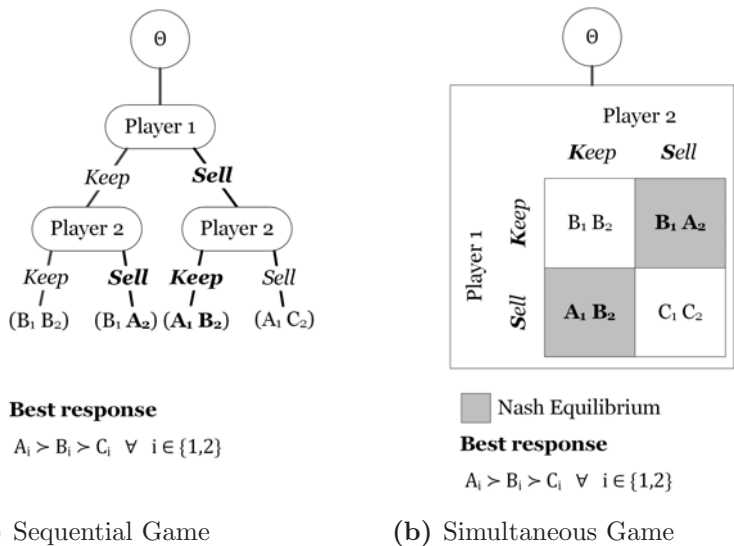 Θ
Player 1
Keep Sell
Player 2 Player 2
Keep Sell Keep Sell
(B₁ B₂) (B₁ A₂) (A₁ B₂) (A₁ C₂)
Best response
Aᵢ > Bᵢ > Cᵢ ∀ i ∈ {1,2}
) Sequential Game
Θ
Player 2
Keep Sell
Player 1
Keep
B₁ B₂ B₁ A₂
Sell
A₁ B₂ C₁ C₂
Nash Equilibrium
Best response
Aᵢ > Bᵢ > Cᵢ ∀ i ∈ {1,2}
(b) Simultaneous Game